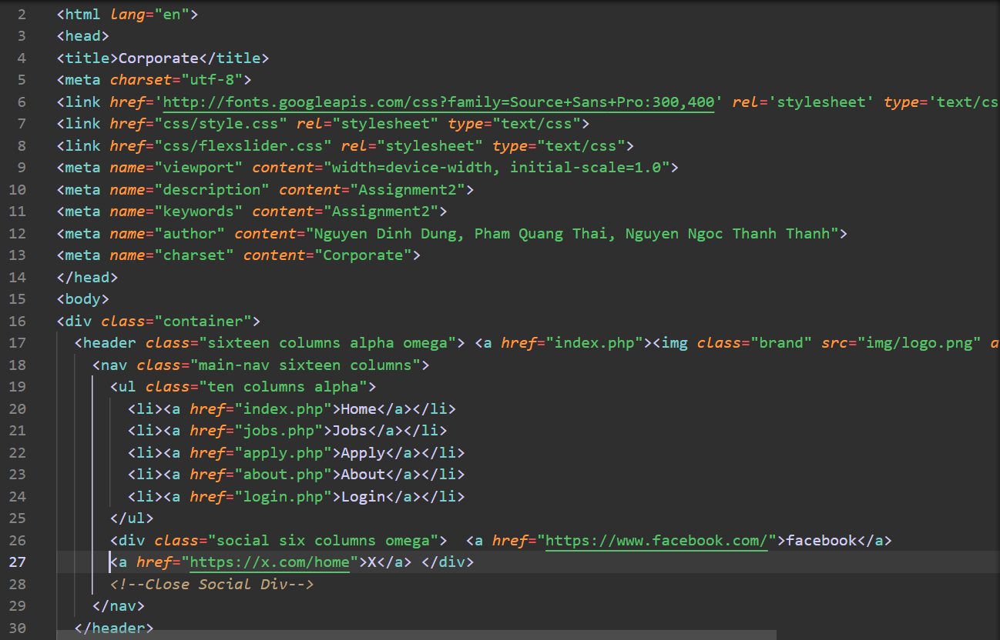 2 <html lang="en">
3 <head>
4 <title>Corporate</title>
5 <meta charset="utf-8">
6 <link href='http://fonts.googleapis.com/css?family=Source+Sans+Pro:300,400' rel='stylesheet' type='text/cs
7 <link href="css/style.css" rel="stylesheet" type="text/css">
8 <link href="css/flexslider.css" rel="stylesheet" type="text/css">
9 <meta name="viewport" content="width=device-width, initial-scale=1.0">
10 <meta name="description" content="Assignment2">
11 <meta name="keywords" content="Assignment2">
12 <meta name="author" content="Nguyen Dinh Dung, Pham Quang Thai, Nguyen Ngoc Thanh Thanh">
13 <meta name="charset" content="Corporate">
14 </head>
15 <body>
16 <div class="container">
17 <header class="sixteen columns alpha omega"> <a href="index.php"><img class="brand" src="img/logo.png" a
18 <nav class="main-nav sixteen columns">
19 <ul class="ten columns alpha">
20 <li><a href="index.php">Home</a></li>
21 <li><a href="jobs.php">Jobs</a></li>
22 <li><a href="apply.php">Apply</a></li>
23 <li><a href="about.php">About</a></li>
24 <li><a href="login.php">Login</a></li>
25 </ul>
26 <div class="social six columns omega">  <a href="https://www.facebook.com/">facebook</a>
27 <a href="https://x.com/home">X</a> </div>
28 <!--Close Social Div-->
29 </nav>
30 </header>